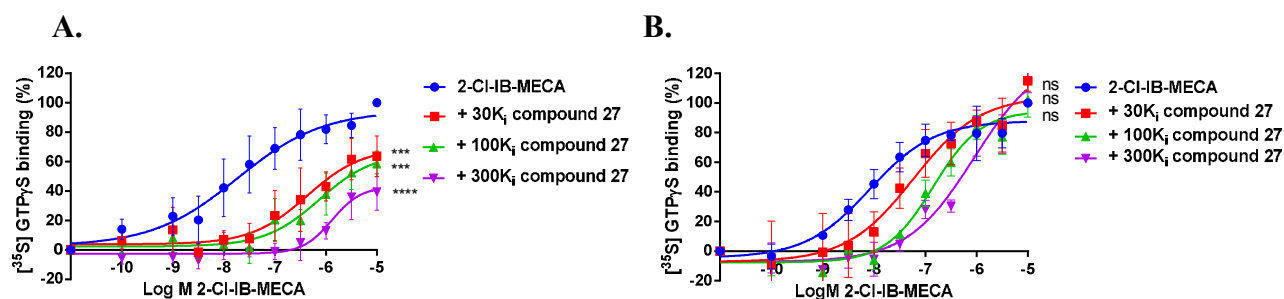 A.
[³⁵S] GTPγS binding (%)
120
100
80
60
40
20
0
-20
-10
-9
-8
-7
-6
-5
Log M 2-Cl-IB-MECA
***
***
****
2-Cl-IB-MECA
+ 30Ki compound 27
+ 100Ki compound 27
+ 300Ki compound 27
B.
[³⁵S] GTPγS binding (%)
120
100
80
60
40
20
0
-20
-10
-9
-8
-7
-6
-5
LogM 2-Cl-IB-MECA
ns
ns
ns
2-Cl-IB-MECA
+ 30Ki compound 27
+ 100Ki compound 27
+ 300Ki compound 27